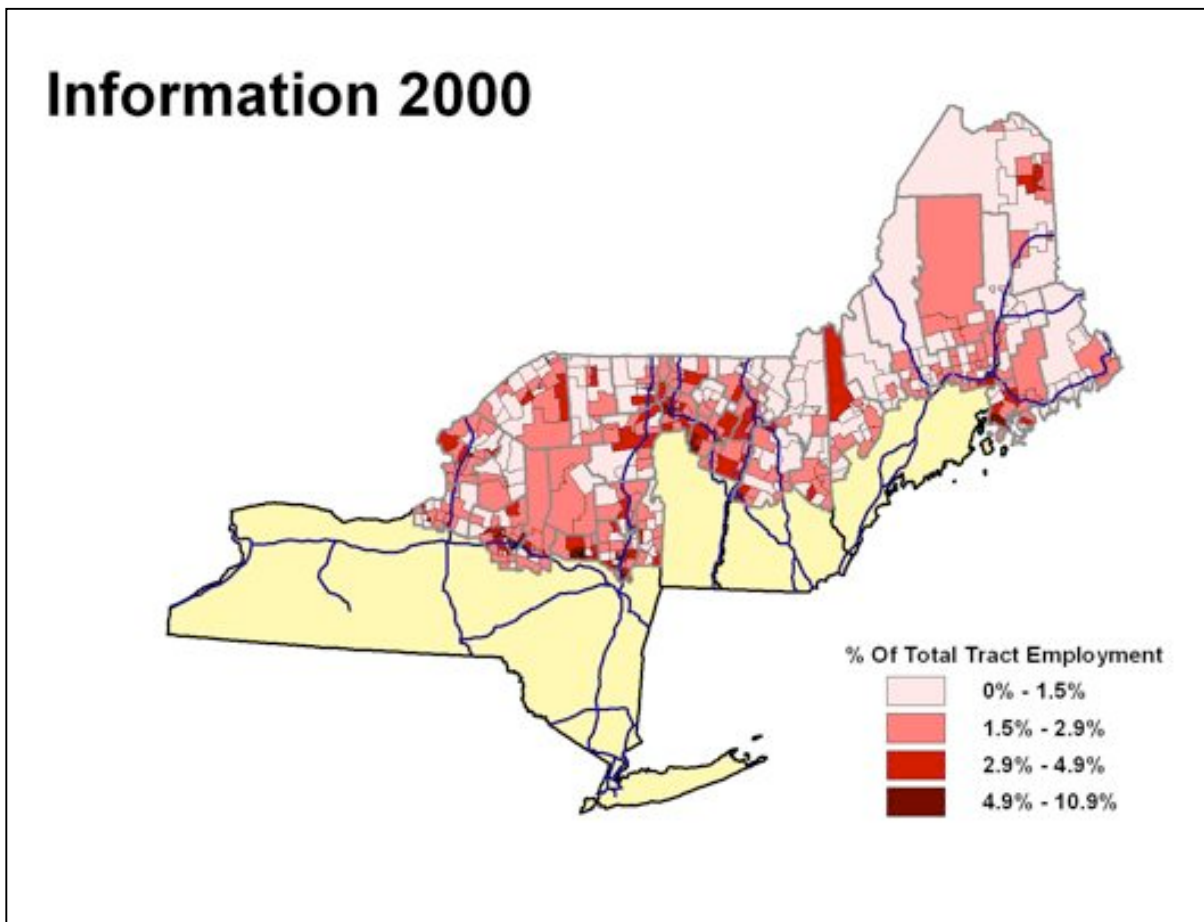 Information 2000
% Of Total Tract Employment
0% - 1.5%
1.5% - 2.9%
2.9% - 4.9%
4.9% - 10.9%